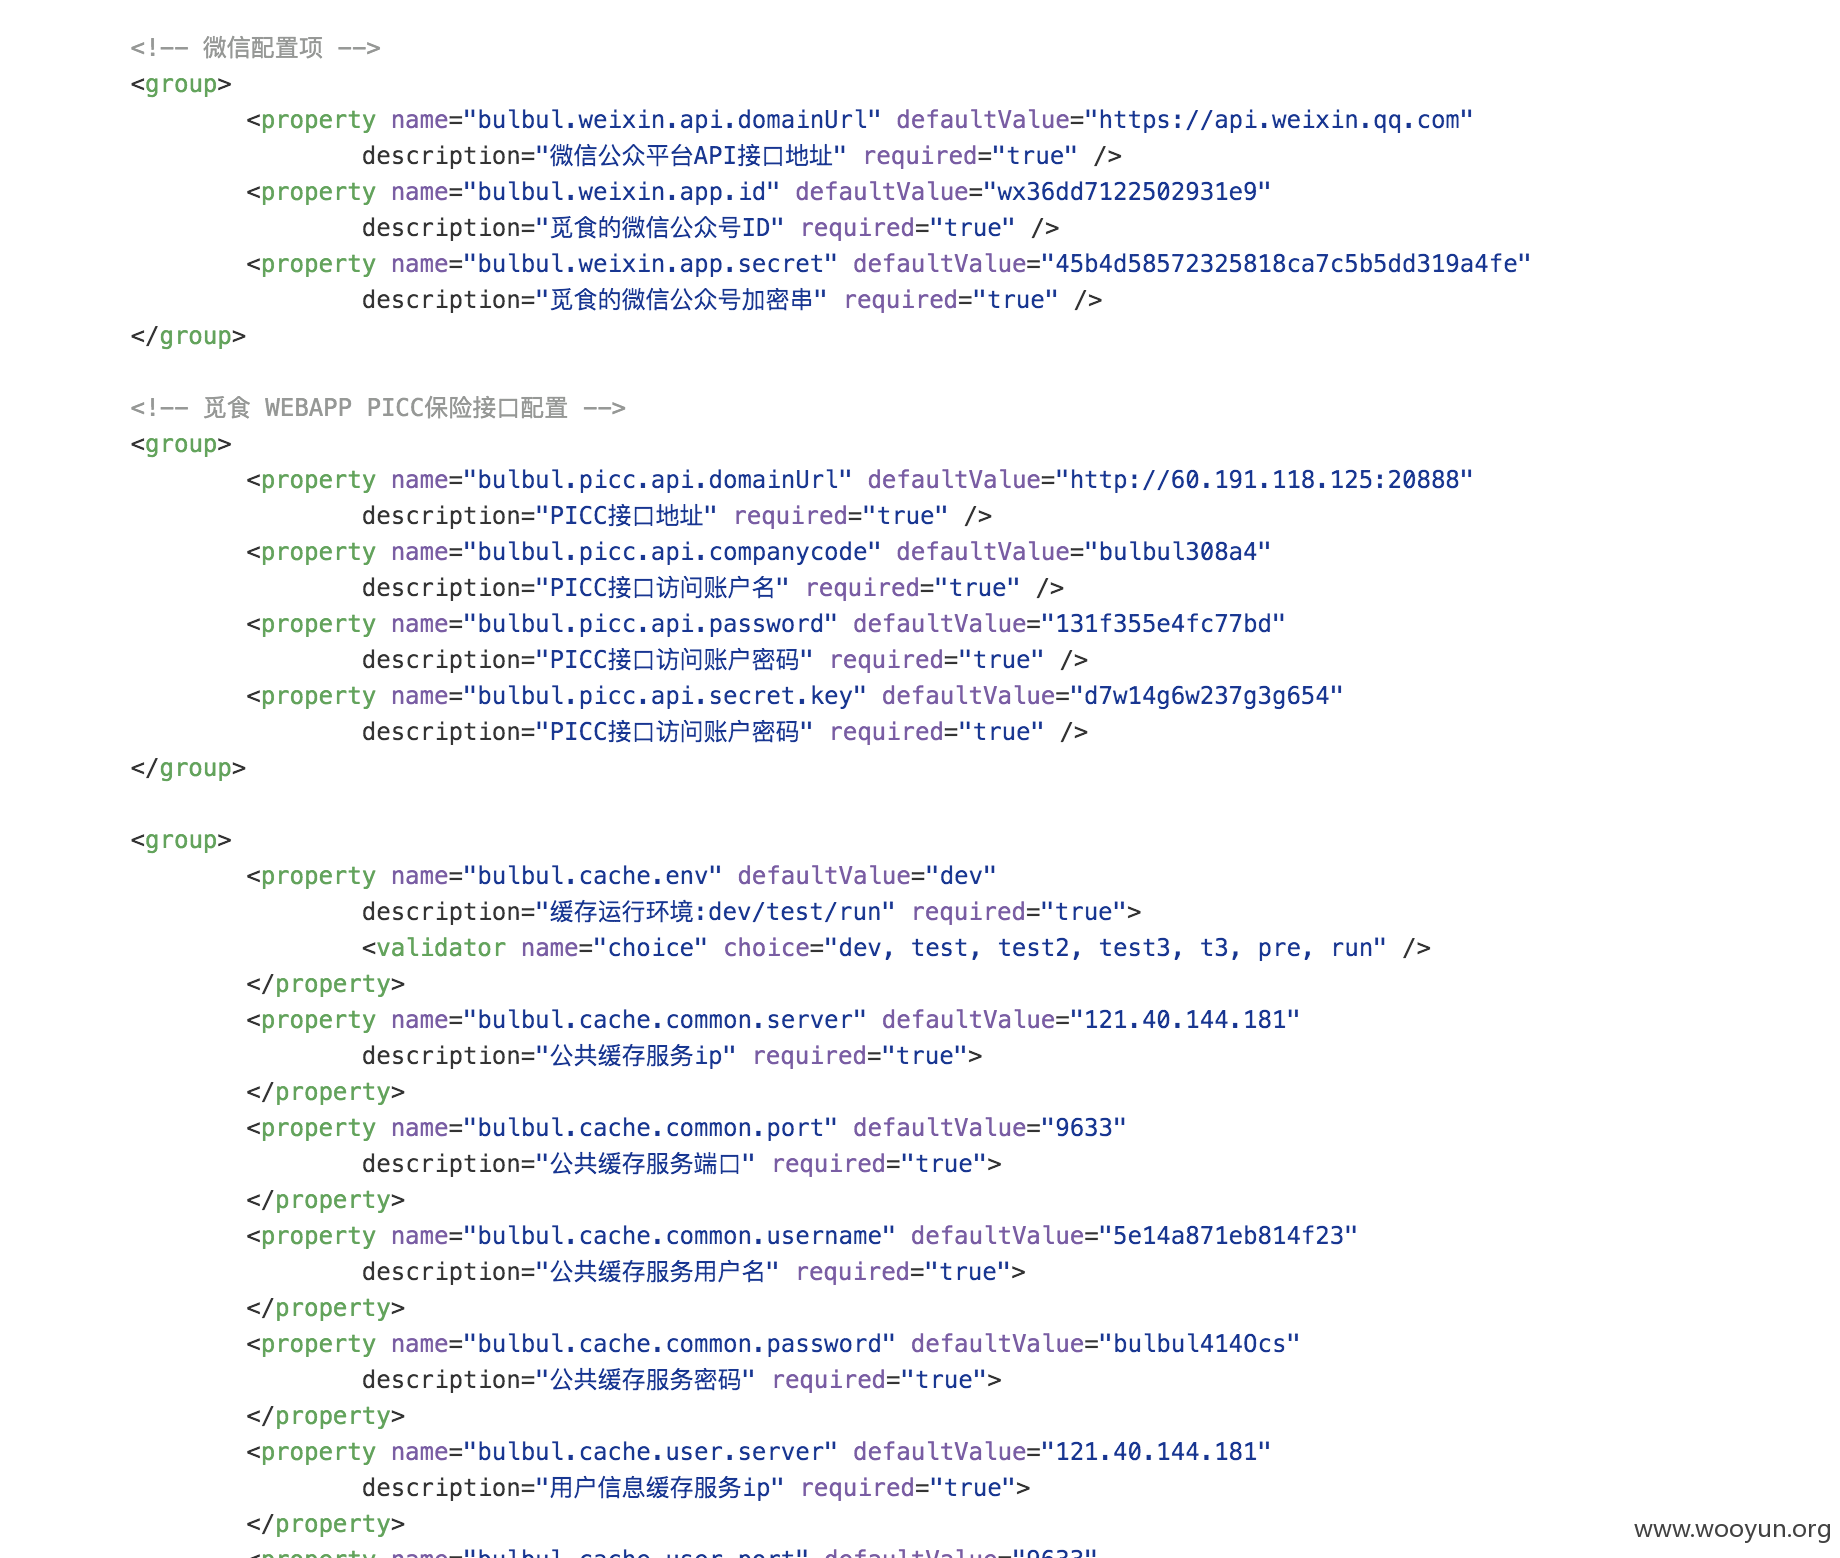 <!-- 微信配置项 -->
<group>
<property name="bulbul.weixin.api.domainUrl" defaultValue="https://api.weixin.qq.com"
description="微信公众平台API接口地址" required="true" />
<property name="bulbul.weixin.app.id" defaultValue="wx36dd7122502931e9"
description="觅食的微信公众号ID" required="true" />
<property name="bulbul.weixin.app.secret" defaultValue="45b4d58572325818ca7c5b5dd319a4fe"
description="觅食的微信公众号加密串" required="true" />
</group>
<!-- 觅食 WEBAPP PICC保险接口配置 -->
<group>
<property name="bulbul.picc.api.domainUrl" defaultValue="http://60.191.118.125:20888"
description="PICC接口地址" required="true" />
<property name="bulbul.picc.api.companycode" defaultValue="bulbul308a4"
description="PICC接口访问账户名" required="true" />
<property name="bulbul.picc.api.password" defaultValue="131f355e4fc77bd"
description="PICC接口访问账户密码" required="true" />
<property name="bulbul.picc.api.secret.key" defaultValue="d7w14g6w237g3g654"
description="PICC接口访问账户密码" required="true" />
</group>
<group>
<property name="bulbul.cache.env" defaultValue="dev"
description="缓存运行环境:dev/test/run" required="true">
<validator name="choice" choice="dev, test, test2, test3, t3, pre, run" />
</property>
<property name="bulbul.cache.common.server" defaultValue="121.40.144.181"
description="公共缓存服务ip" required="true">
</property>
<property name="bulbul.cache.common.port" defaultValue="9633"
description="公共缓存服务端口" required="true">
</property>
<property name="bulbul.cache.common.username" defaultValue="5e14a871eb814f23"
description="公共缓存服务用户名" required="true">
</property>
<property name="bulbul.cache.common.password" defaultValue="bulbul414Ocs"
description="公共缓存服务密码" required="true">
</property>
<property name="bulbul.cache.user.server" defaultValue="121.40.144.181"
description="用户信息缓存服务ip" required="true">
</property>
<property name="bulbul.cache.user.port" defaultValue="9633"
www.wooyun.org